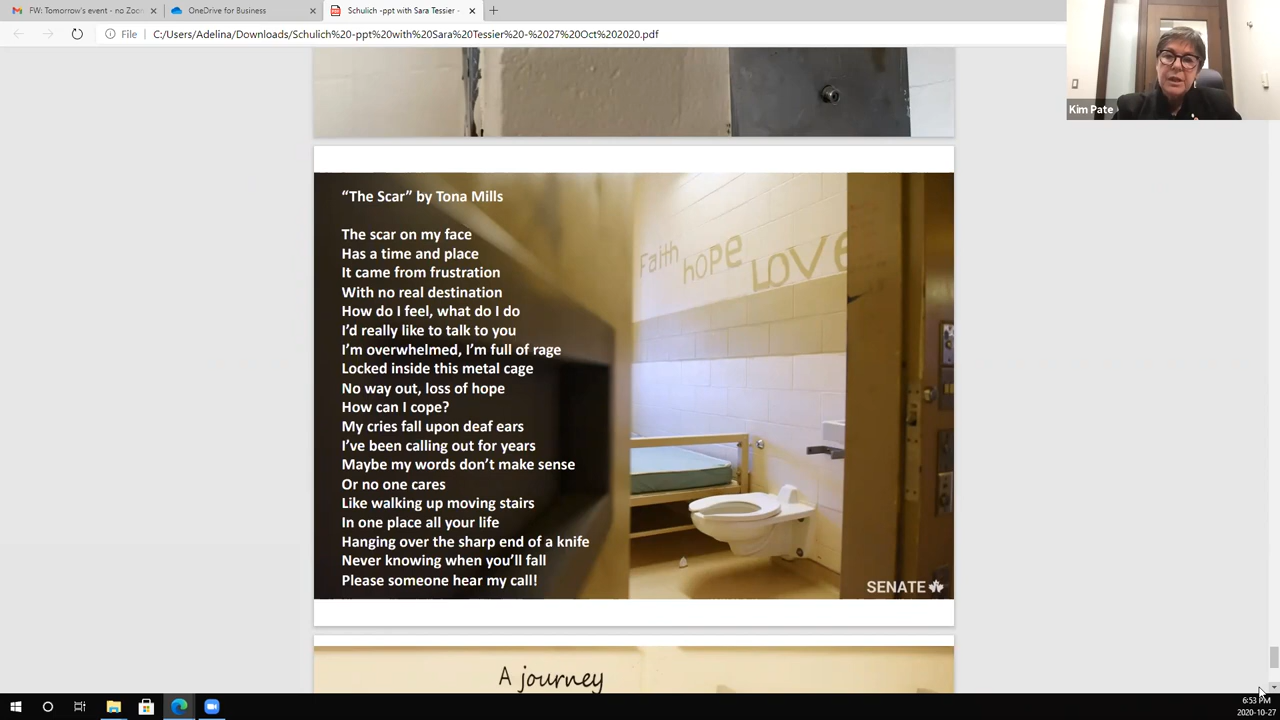 FW: Tomorrow's event - no Zoo
OneDrive for Business
Schulich -ppt with Sara Tessier -
File
C:/Users/Adelina/Downloads/Schulich%20-ppt%20with%20Sara%20Tessier%20-%2027%20Oct%202020.pdf
Kim Pate
“The Scar” by Tona Mills
The scar on my face
Has a time and place
It came from frustration
With no real destination
How do I feel, what do I do
I’d really like to talk to you
I’m overwhelmed, I’m full of rage
Locked inside this metal cage
No way out, loss of hope
How can I cope?
My cries fall upon deaf ears
I’ve been calling out for years
Maybe my words don’t make sense
Or no one cares
Like walking up moving stairs
In one place all your life
Hanging over the sharp end of a knife
Never knowing when you’ll fall
Please someone hear my call!
Faith hope Love
SENATE
A journey
6:53 PM
2020-10-27